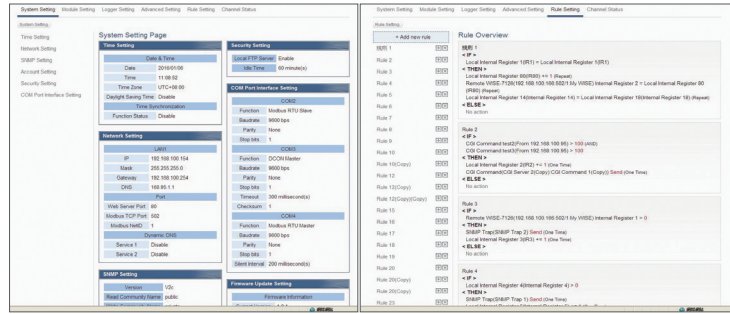 System Setting Module Setting Logger Setting Advanced Setting Rule Setting Channel Status
System Setting
Time Setting
Network Setting
SNMP Setting
Account Setting
Security Setting
COM Port Interface Setting
System Setting Page
Time Setting
Date & Time
Date 2016/01/06
Time 11:08:02
Time Zone UTC+08:00
Daylight Saving Time Disable
Time Synchronization
Function Status Disable
Network Setting
LAN1
IP 192.168.100.154
Mask 255.255.255.0
Gateway 192.168.100.254
DNS 168.95.1.1
Port
Web Server Port 80
Modbus TCP Port 502
Modbus NetID 1
Dynamic DNS
Service 1 Disable
Service 2 Disable
SNMP Setting
Version V2c
Read Community Name public
Security Setting
Local FTP Server Enable
Idle Time 60 minute(s)
COM Port Interface Setting
COM2
Function Modbus RTU Slave
Baudrate 9600 bps
Parity None
Stop bits 1
COM3
Function DCON Master
Baudrate 9600 bps
Parity None
Stop bits 1
Timeout 300 millisecond(s)
Checksum 1
COM4
Function Modbus RTU Master
Baudrate 9600 bps
Parity None
Stop bits 1
Silent Interval 200 millisecond(s)
Firmware Update Setting
Firmware Information
System Setting Module Setting Logger Setting Advanced Setting Rule Setting Channel Status
Rule Setting
+ Add new rule
規則 1
Rule 2
Rule 3
Rule 4
Rule 5
Rule 6
Rule 7
Rule 8
Rule 9
Rule 10
Rule 10(Copy)
Rule 12
Rule 12(Copy)
Rule 12(Copy)(Copy)
Rule 15
Rule 16
Rule 17
Rule 18
Rule 19
Rule 20
Rule 20(Copy)
Rule 20(Copy)
Rule 23
Rule Overview
規則 1
< IF >
Local Internal Register 1(IR1) = Local Internal Register 1(IR1)
< THEN >
Local Internal Register 80(IR80) += 1 (Repeat)
Remote WISE-7126(192.168.100.166:502/1 My WISE) Internal Register 2 = Local Internal Register 80
(IR80) (Repeat)
Local Internal Register 14(Internal Register 14) = Local Internal Register 18(Internal Register 18) (Repeat)
< ELSE >
No action
Rule 2
< IF >
CGI Command test2(From 192.168.100.95) > 100 (AND)
CGI Command test3(From 192.168.100.95) > 100
< THEN >
Local Internal Register 2(IR2) += 1 (One Time)
CGI Command(CGI Server 2(Copy) CGI Command 1(Copy)) Send (One Time)
< ELSE >
No action
Rule 3
< IF >
Remote WISE-7126(192.168.100.166:502/1 My WISE) Internal Register 1 > 0
< THEN >
SNMP Trap(SNMP Trap 2) Send (One Time)
Local Internal Register 3(IR3) += 1 (One Time)
< ELSE >
No action
Rule 4
< IF >
Local Internal Register 4(Internal Register 4) = 0
< THEN >
SNMP Trap(SNMP Trap 1) Send (One Time)